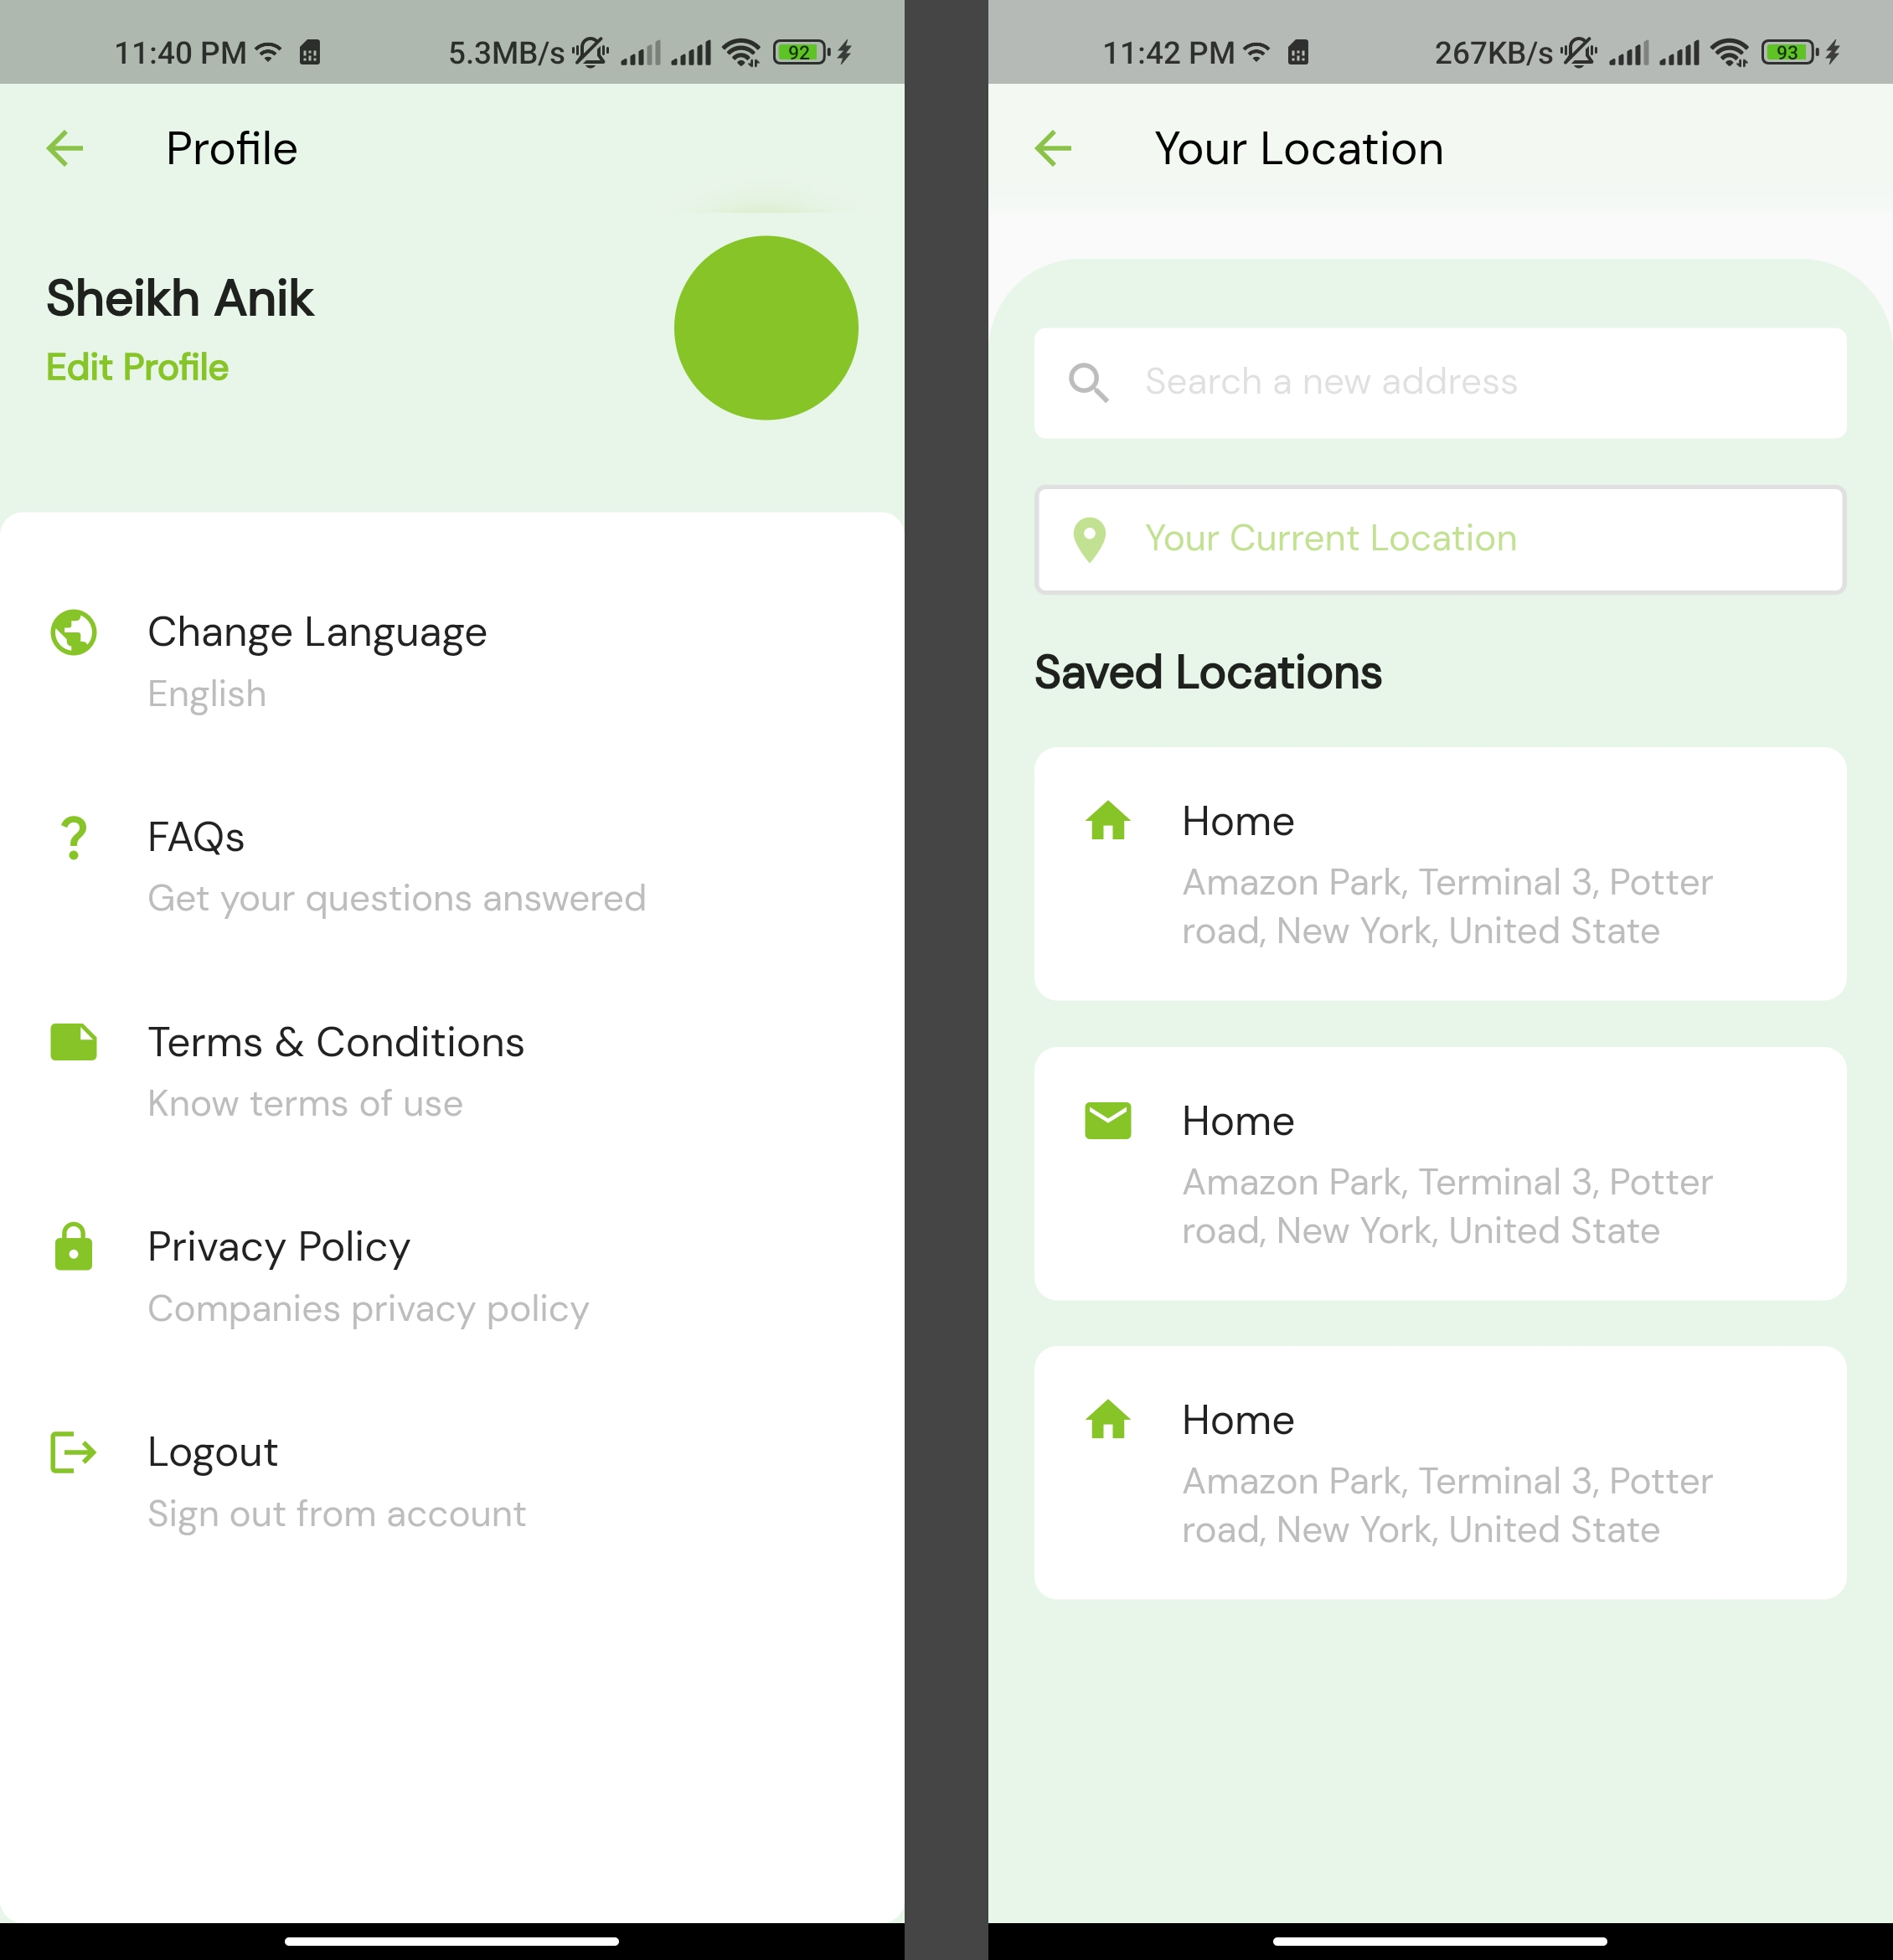 11:40 PM
5.3MB/s
92
Profile
Sheikh Anik
Edit Profile
Change Language
English
FAQs
Get your questions answered
Terms & Conditions
Know terms of use
Privacy Policy
Companies privacy policy
Logout
Sign out from account
11:42 PM
267KB/s
93
Your Location
Search a new address
Your Current Location
Saved Locations
Home
Amazon Park, Terminal 3, Potter
road, New York, United State
Home
Amazon Park, Terminal 3, Potter
road, New York, United State
Home
Amazon Park, Terminal 3, Potter
road, New York, United State